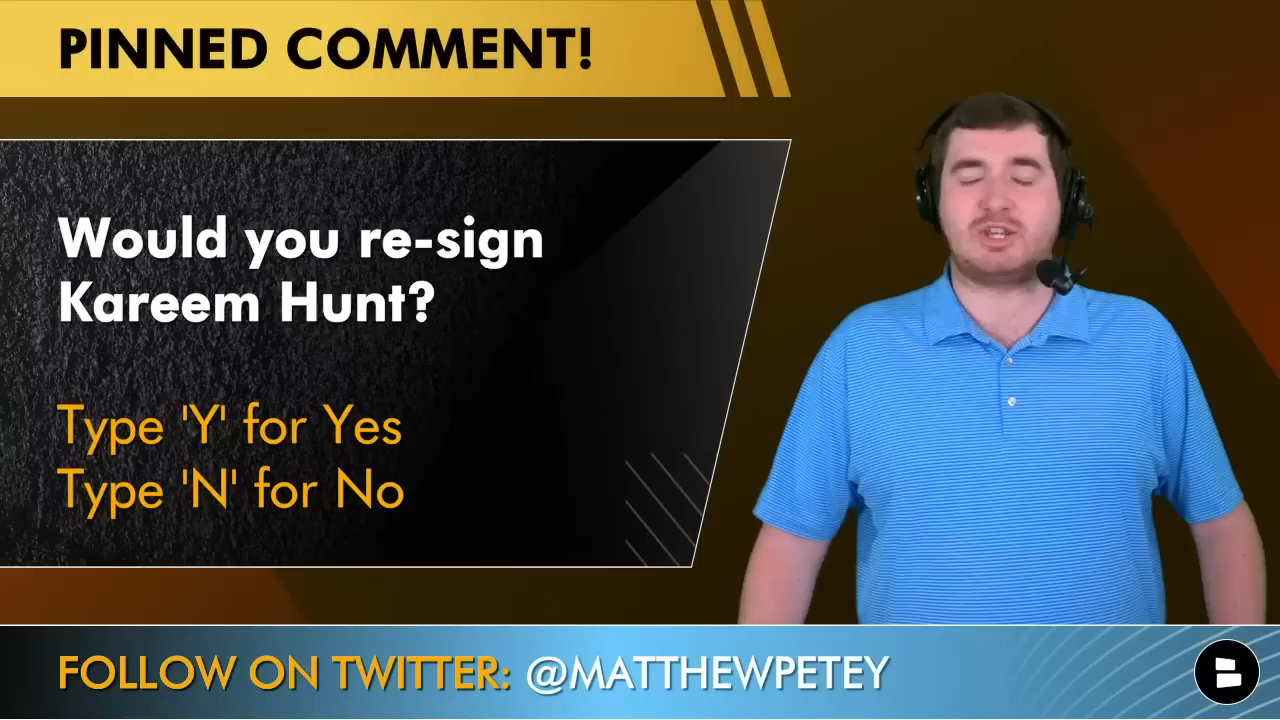 PINNED COMMENT!
Would you re-sign
Kareem Hunt?
Type 'Y' for Yes
Type 'N' for No
FOLLOW ON TWITTER: @MATTHEWPETEY